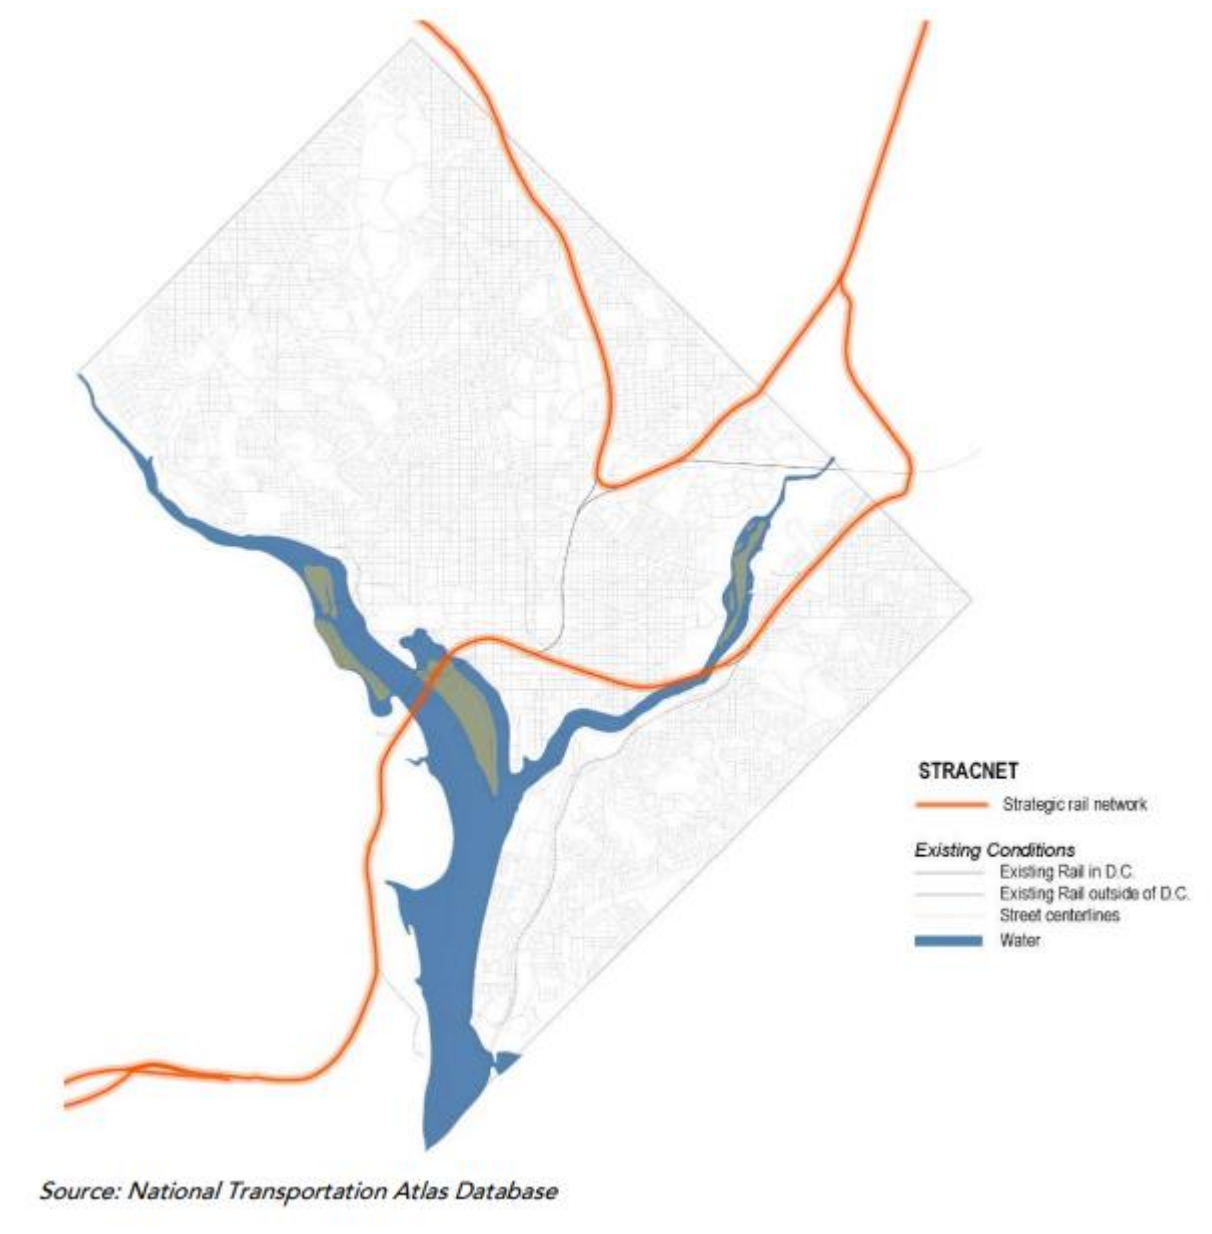 STRACNET
Strategic rail network
Existing Conditions
Existing Rail in D.C.
Existing Rail outside of D.C.
Street centerlines
Water
Source: National Transportation Atlas Database